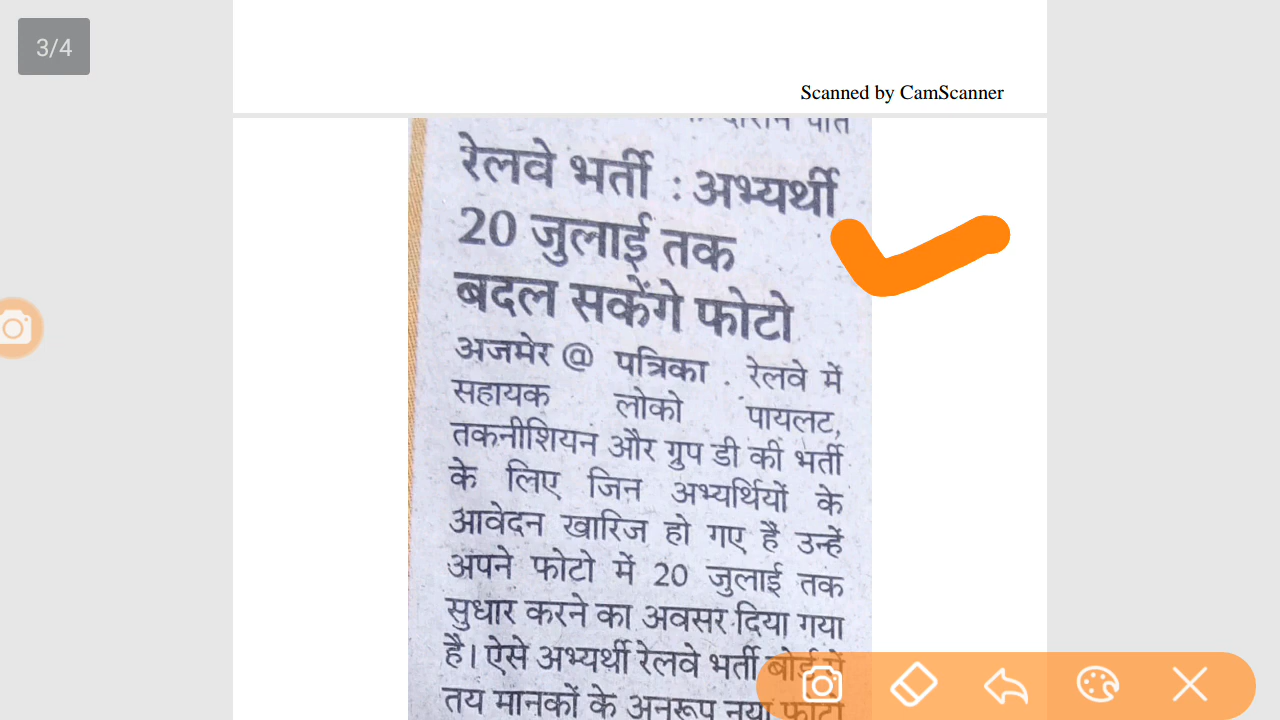 3/4
Scanned by CamScanner
रेलवे भर्ती : अभ्यर्थी
20 जुलाई तक
बदल सकेंगे फोटो
अजमेर @ पत्रिका . रेलवे में
सहायक लोको पायलट,
तकनीशियन और ग्रुप डी की भर्ती
के लिए जिन अभ्यर्थियों के
आवेदन खारिज हो गए है उन्हें
अपने फोटो में 20 जुलाई तक
सुधार करने का अवसर दिया गया
है। ऐसे अभ्यर्थी रेलवे भर्ती बोर्ड में
तय मानकों के अनुरूप नया फोटो